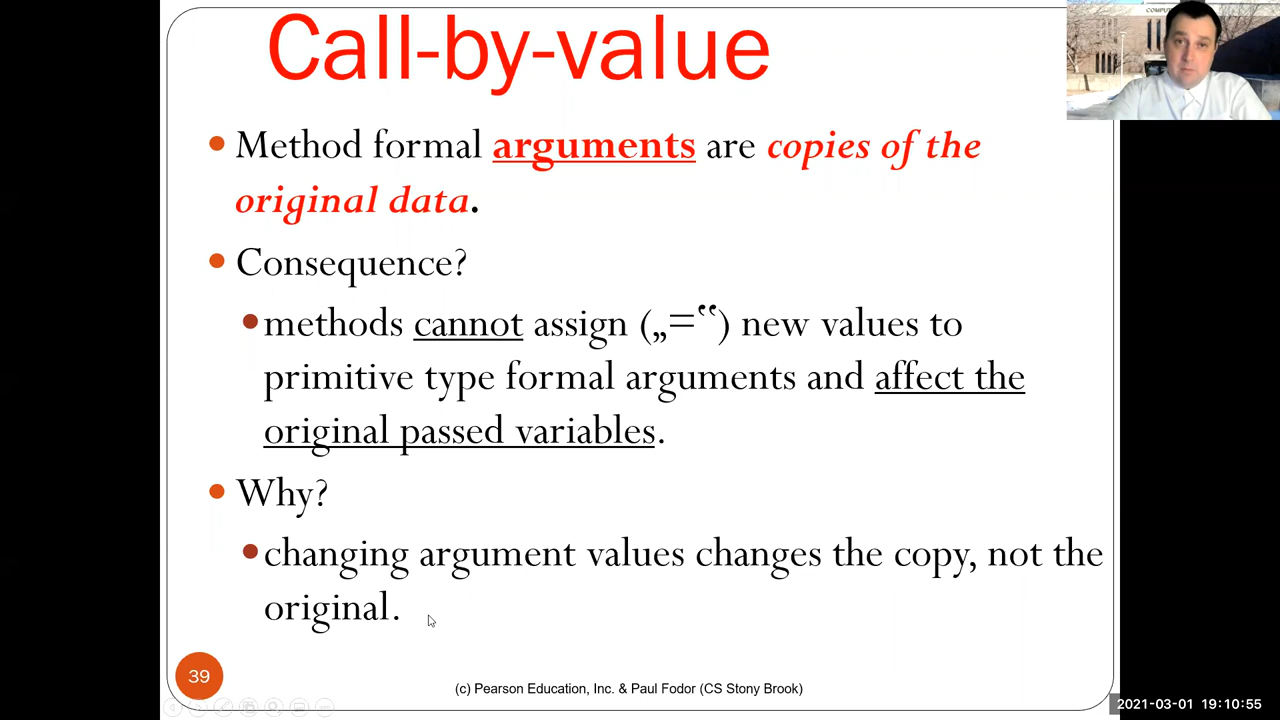 Call-by-value
COMPUT
Method formal arguments are copies of the
original data.
Consequence?
methods cannot assign („=‟) new values to
primitive type formal arguments and affect the
original passed variables.
Why?
changing argument values changes the copy, not the
original.
39
(c) Pearson Education, Inc. & Paul Fodor (CS Stony Brook)
2021-03-01 19:10:55